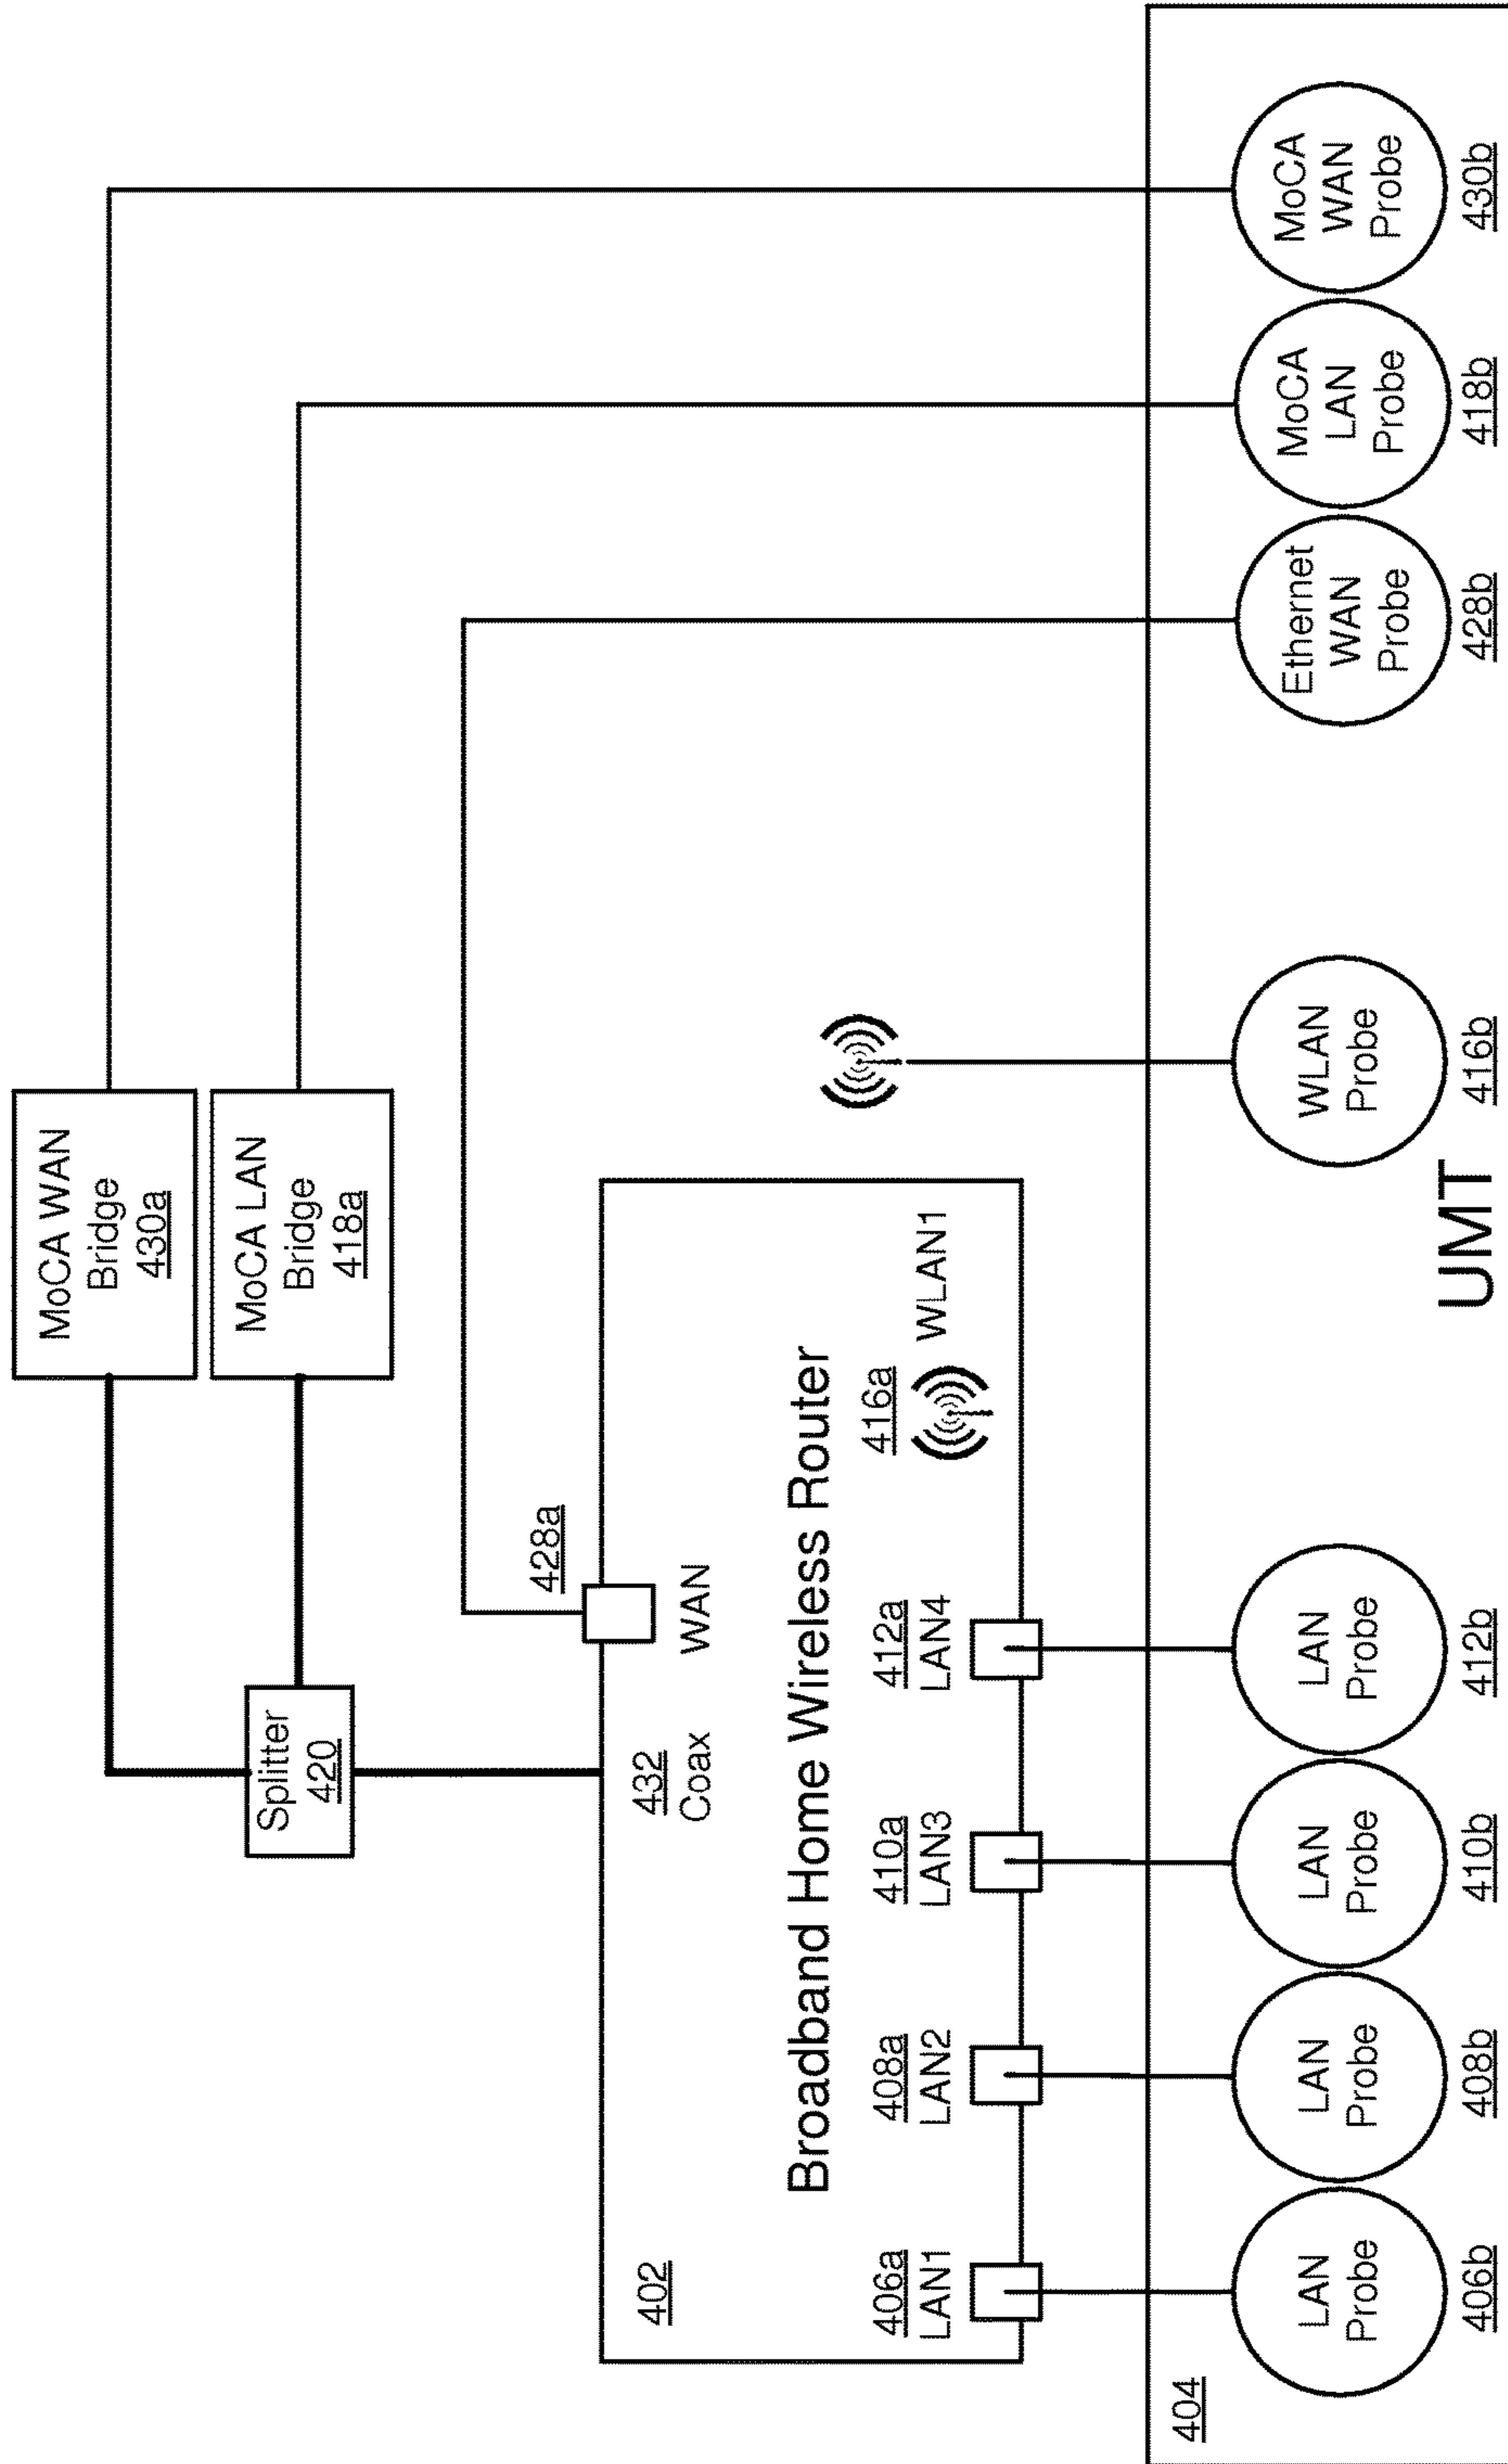 MoCA WAN
Bridge
430a
MoCA LAN
Bridge
418a
Splitter
420
428a
432
Coax
WAN
402
Broadband Home Wireless Router
406a
LAN1
408a
LAN2
410a
LAN3
412a
LAN4
416a
WLAN1
404
LAN
Probe
406b
LAN
Probe
408b
LAN
Probe
410b
LAN
Probe
412b
WLAN
Probe
416b
Ethernet
WAN
Probe
428b
MoCA
LAN
Probe
418b
MoCA
WAN
Probe
430b
UMT